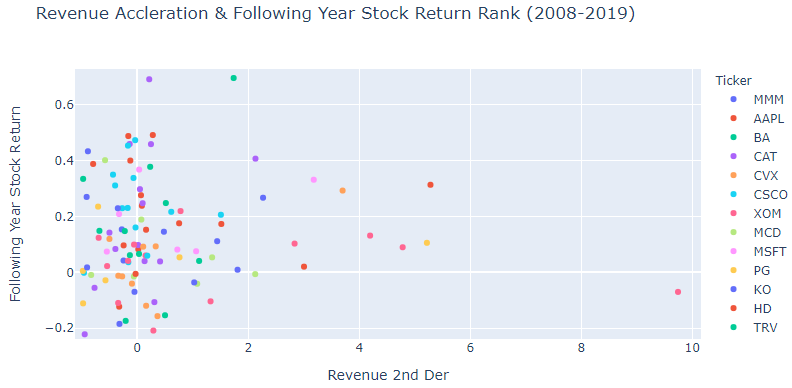 Revenue Accleration & Following Year Stock Return Rank (2008-2019)
Following Year Stock Return
0.6
0.4
0.2
0
−0.2
0
2
4
6
8
10
Revenue 2nd Der
Ticker
MMM
AAPL
BA
CAT
CVX
CSCO
XOM
MCD
MSFT
PG
KO
HD
TRV